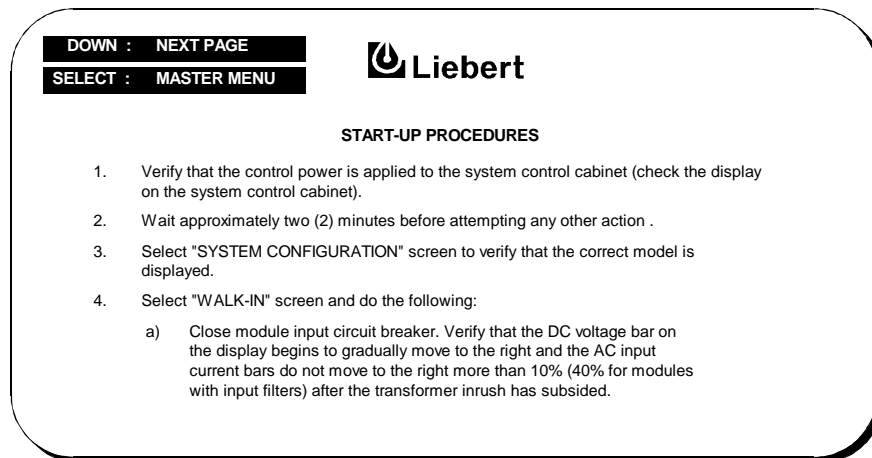 DOWN : NEXT PAGE
SELECT : MASTER MENU
Liebert
START-UP PROCEDURES
1. Verify that the control power is applied to the system control cabinet (check the display
on the system control cabinet).
2. Wait approximately two (2) minutes before attempting any other action .
3. Select "SYSTEM CONFIGURATION" screen to verify that the correct model is
displayed.
4. Select "WALK-IN" screen and do the following:
a) Close module input circuit breaker. Verify that the DC voltage bar on
the display begins to gradually move to the right and the AC input
current bars do not move to the right more than 10% (40% for modules
with input filters) after the transformer inrush has subsided.